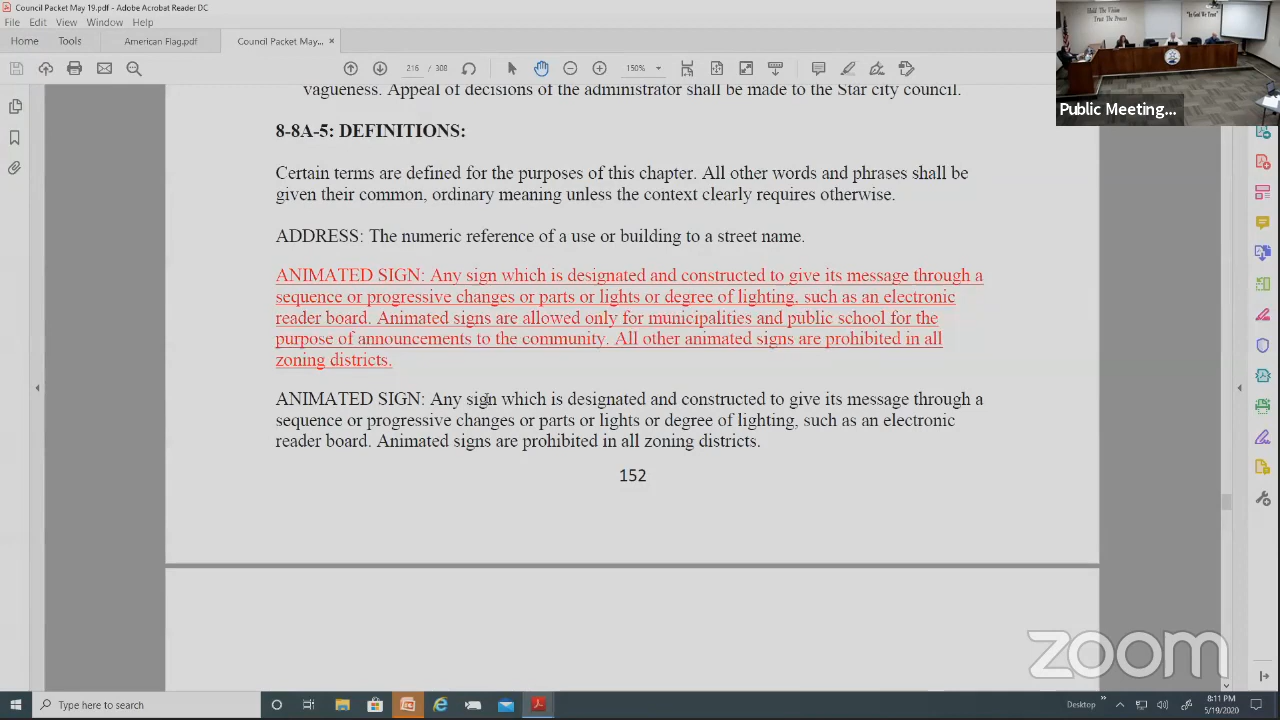 Council Packet May 19.pdf - Adobe Acrobat Reader DC
File Edit View Window Help
Home Tools American Flag.pdf Council Packet May... ×
216 / 308 150%
Hold The Vision
Trust The Process
"In God We Trust"
Public Meeting...
vagueness. Appeal of decisions of the administrator shall be made to the Star city council.
8-8A-5: DEFINITIONS:
Certain terms are defined for the purposes of this chapter. All other words and phrases shall be
given their common, ordinary meaning unless the context clearly requires otherwise.
ADDRESS: The numeric reference of a use or building to a street name.
ANIMATED SIGN: Any sign which is designated and constructed to give its message through a
sequence or progressive changes or parts or lights or degree of lighting, such as an electronic
reader board. Animated signs are allowed only for municipalities and public school for the
purpose of announcements to the community. All other animated signs are prohibited in all
zoning districts.
ANIMATED SIGN: Any sign which is designated and constructed to give its message through a
sequence or progressive changes or parts or lights or degree of lighting, such as an electronic
reader board. Animated signs are prohibited in all zoning districts.
152
zoom
Type here to search
Desktop
8:11 PM
5/19/2020